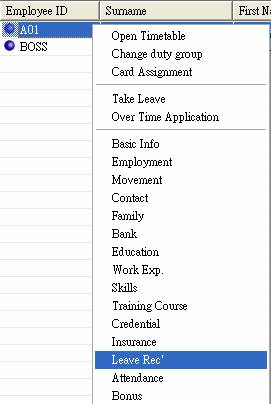 Employee ID Surname First Na
A01
BOSS
Open Timetable
Change duty group
Card Assignment
Take Leave
Over Time Application
Basic Info
Employment
Movement
Contact
Family
Bank
Education
Work Exp.
Skills
Training Course
Credential
Insurance
Leave Rec'
Attendance
Bonus